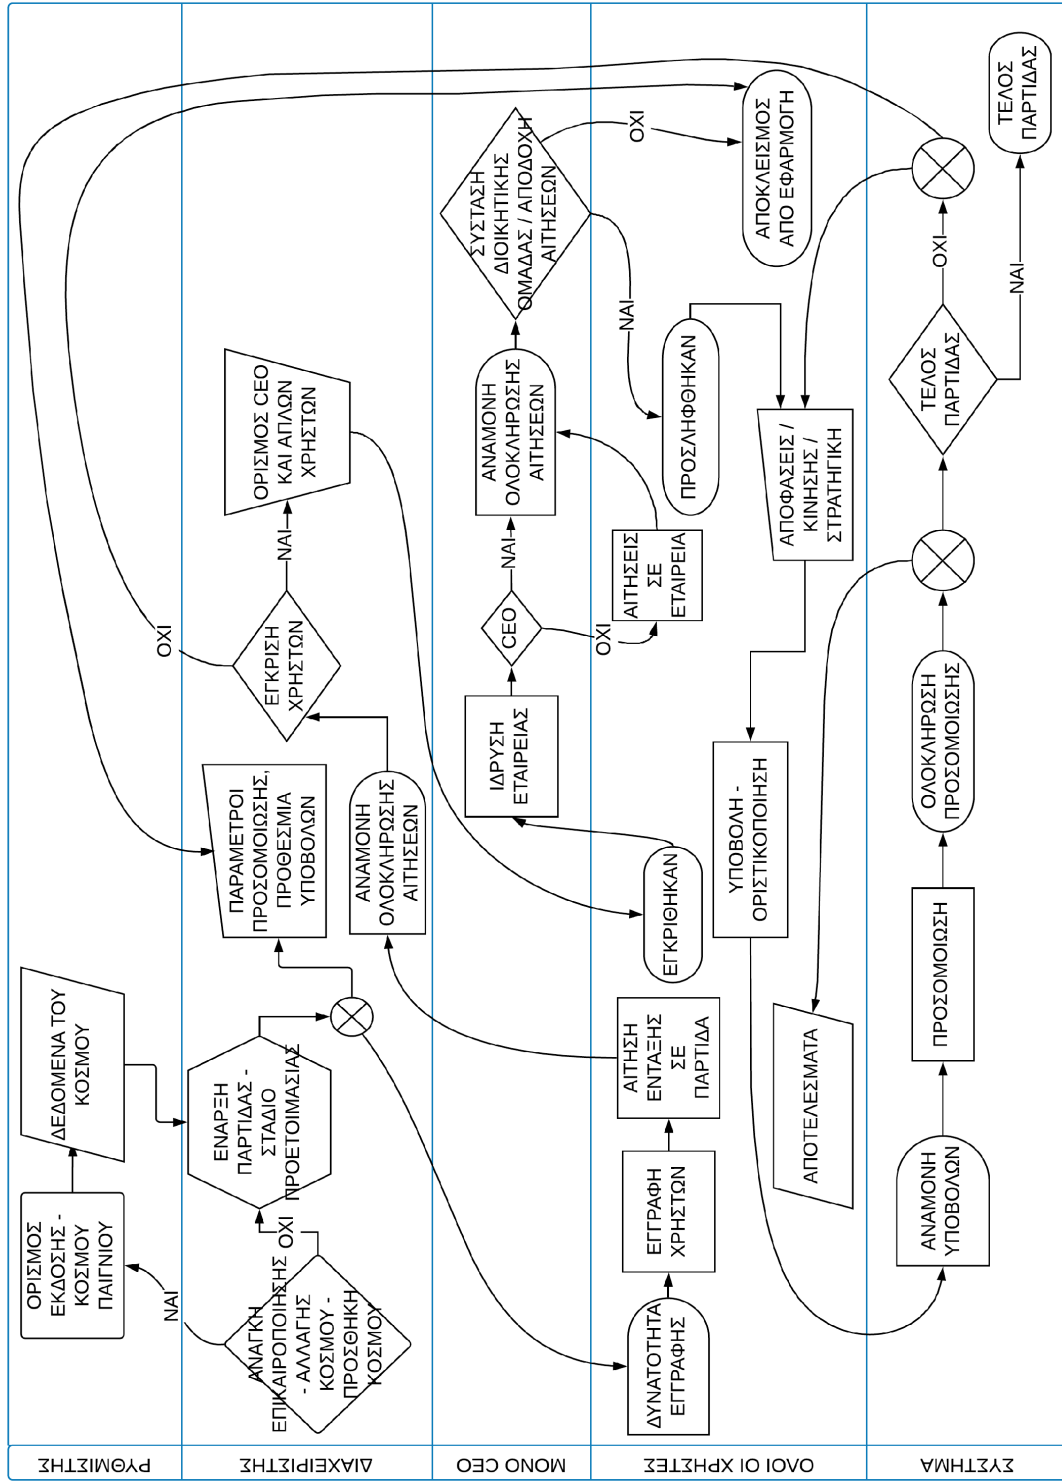 ΡΥΘΜΙΣΤΗΣ
ΟΡΙΣΜΟΣ
ΕΚΔΟΣΗΣ -
ΚΟΣΜΟΥ
ΠΑΙΓΝΙΟΥ
ΔΕΔΟΜΕΝΑ ΤΟΥ
ΚΟΣΜΟΥ
ΝΑΙ
ΔΙΑΧΕΙΡΙΣΤΗΣ
ΑΝΑΓΚΗ
ΕΠΙΚΑΙΡΟΠΟΙΗΣΗΣ
- ΑΛΛΑΓΗΣ
ΚΟΣΜΟΥ -
ΠΡΟΣΘΗΚΗ
ΚΟΣΜΟΥ
ΟΧΙ
ΕΝΑΡΞΗ
ΠΑΡΤΙΔΑΣ -
ΣΤΑΔΙΟ
ΠΡΟΕΤΟΙΜΑΣΙΑΣ
ΠΑΡΑΜΕΤΡΟΙ
ΠΡΟΣΟΜΟΙΩΣΗΣ,
ΠΡΟΘΕΣΜΙΑ
ΥΠΟΒΟΛΩΝ
ΑΝΑΜΟΝΗ
ΟΛΟΚΛΗΡΩΣΗΣ
ΑΙΤΗΣΕΩΝ
ΕΓΚΡΙΣΗ
ΧΡΗΣΤΩΝ
ΟΧΙ
ΝΑΙ
ΟΡΙΣΜΟΣ CEO
ΚΑΙ ΑΠΛΩΝ
ΧΡΗΣΤΩΝ
ΜΟΝΟ CEO
ΙΔΡΥΣΗ
ΕΤΑΙΡΕΙΑΣ
CEO
ΝΑΙ
ΟΧΙ
ΑΝΑΜΟΝΗ
ΟΛΟΚΛΗΡΩΣΗΣ
ΑΙΤΗΣΕΩΝ
ΣΥΣΤΑΣΗ
ΔΙΟΙΚΗΤΙΚΗΣ
ΟΜΑΔΑΣ / ΑΠΟΔΟΧΗ
ΑΙΤΗΣΕΩΝ
ΟΧΙ
ΝΑΙ
ΟΛΟΙ ΟΙ ΧΡΗΣΤΕΣ
ΔΥΝΑΤΟΤΗΤΑ
ΕΓΓΡΑΦΗΣ
ΕΓΓΡΑΦΗ
ΧΡΗΣΤΩΝ
ΑΙΤΗΣΗ
ΕΝΤΑΞΗΣ
ΣΕ
ΠΑΡΤΙΔΑ
ΕΓΚΡΙΘΗΚΑΝ
ΑΙΤΗΣΕΙΣ
ΣΕ
ΕΤΑΙΡΕΙΑ
ΠΡΟΣΛΗΦΘΗΚΑΝ
ΑΠΟΚΛΕΙΣΜΟΣ
ΑΠΟ ΕΦΑΡΜΟΓΗ
ΑΠΟΦΑΣΕΙΣ /
ΚΙΝΗΣΗΣ /
ΣΤΡΑΤΗΓΙΚΗ
ΥΠΟΒΟΛΗ -
ΟΡΙΣΤΙΚΟΠΟΙΗΣΗ
ΑΠΟΤΕΛΕΣΜΑΤΑ
ΣΥΣΤΗΜΑ
ΑΝΑΜΟΝΗ
ΥΠΟΒΟΛΩΝ
ΠΡΟΣΟΜΟΙΩΣΗ
ΟΛΟΚΛΗΡΩΣΗ
ΠΡΟΣΟΜΟΙΩΣΗΣ
ΤΕΛΟΣ
ΠΑΡΤΙΔΑΣ
ΟΧΙ
ΝΑΙ
ΤΕΛΟΣ
ΠΑΡΤΙΔΑΣ